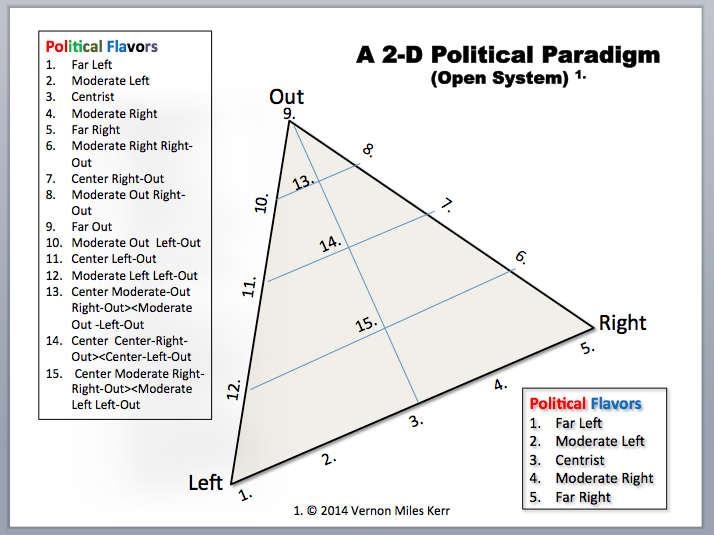 Political Flavors
1. Far Left
2. Moderate Left
3. Centrist
4. Moderate Right
5. Far Right
6. Moderate Right Right-
Out
7. Center Right-Out
8. Moderate Out Right-
Out
9. Far Out
10. Moderate Out Left-Out
11. Center Left-Out
12. Moderate Left Left-Out
13. Center Moderate-Out
Right-Out><Moderate
Out -Left-Out
14. Center Center-Right-
Out><Center-Left-Out
15. Center Moderate Right-
Right-Out><Moderate
Left Left-Out
A 2-D Political Paradigm
(Open System) 1.
Out
9.
8.
13.
10.
7.
14.
6.
11.
15.
Right
5.
12.
4.
3.
2.
Left
1.
Political Flavors
1. Far Left
2. Moderate Left
3. Centrist
4. Moderate Right
5. Far Right
1. © 2014 Vernon Miles Kerr